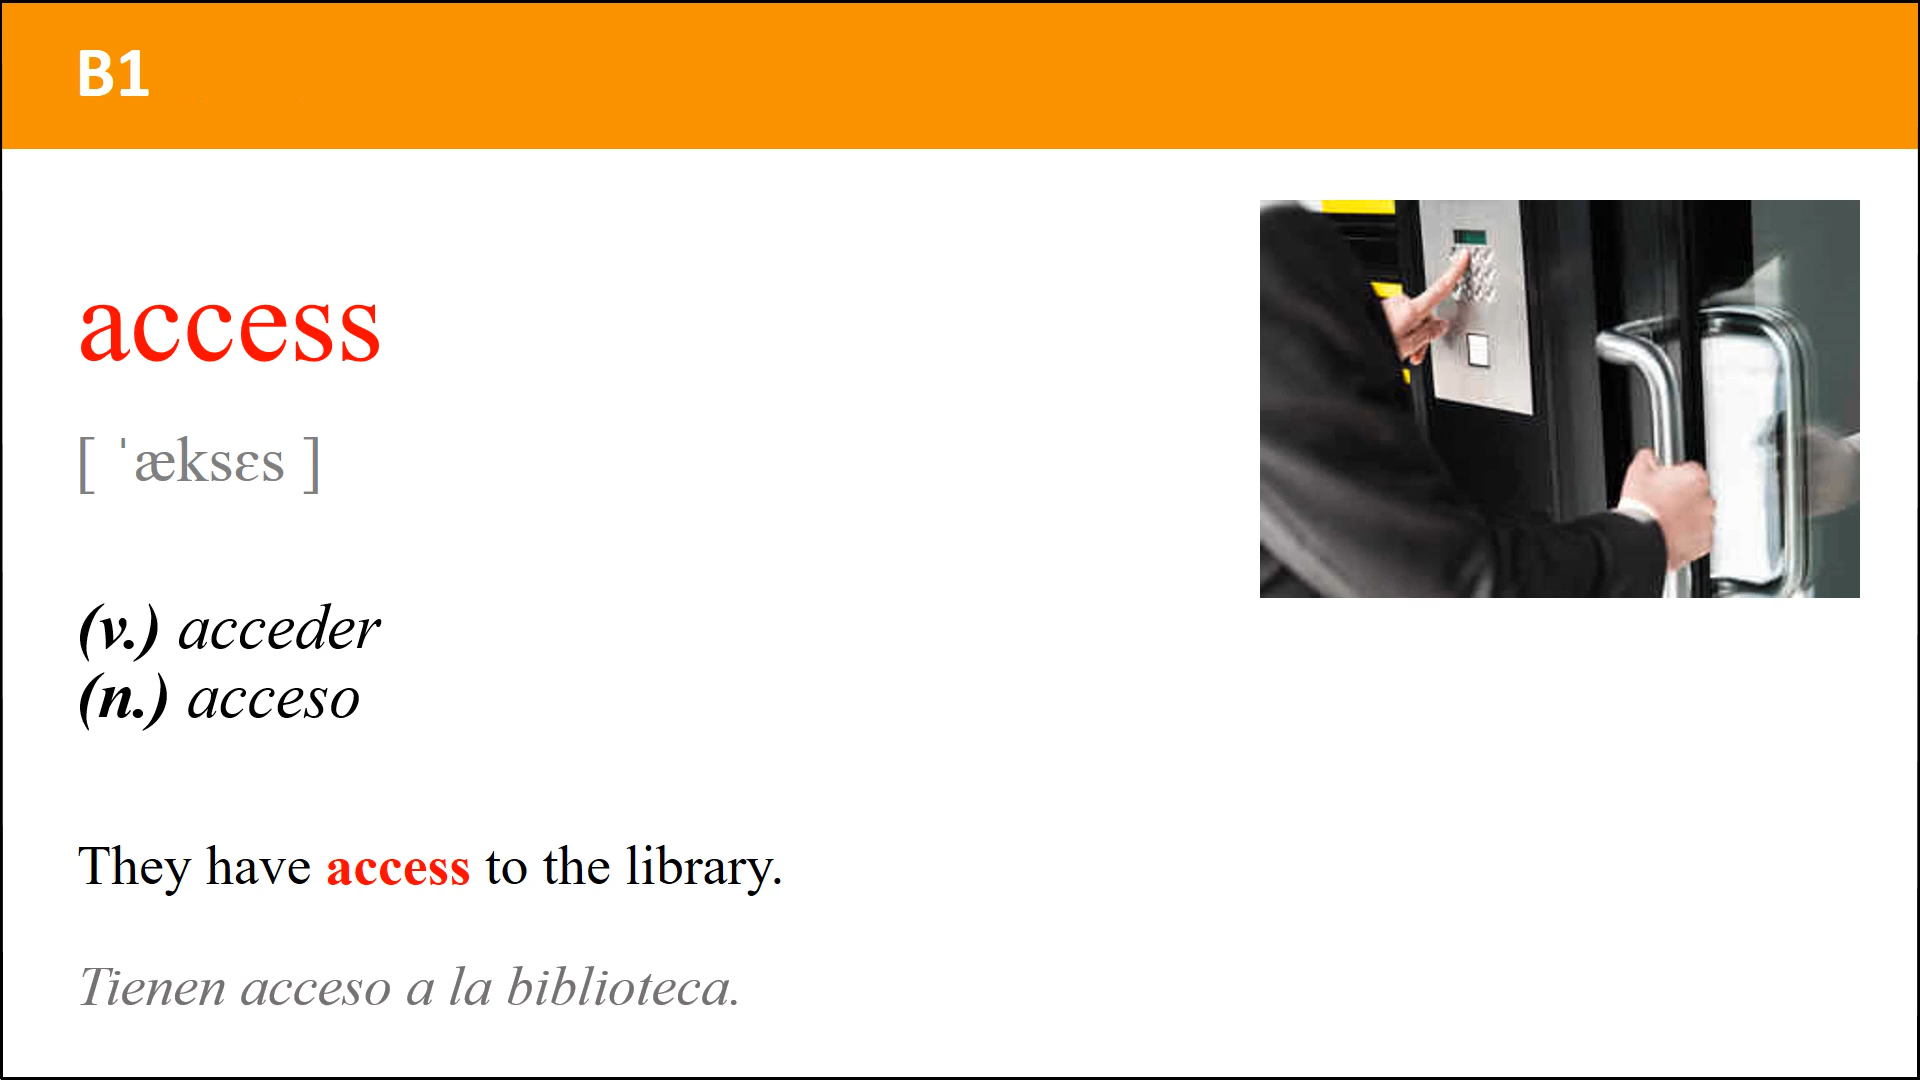 B1
access
[ ˈæksɛs ]
(v.) acceder
(n.) acceso
They have access to the library.
Tienen acceso a la biblioteca.